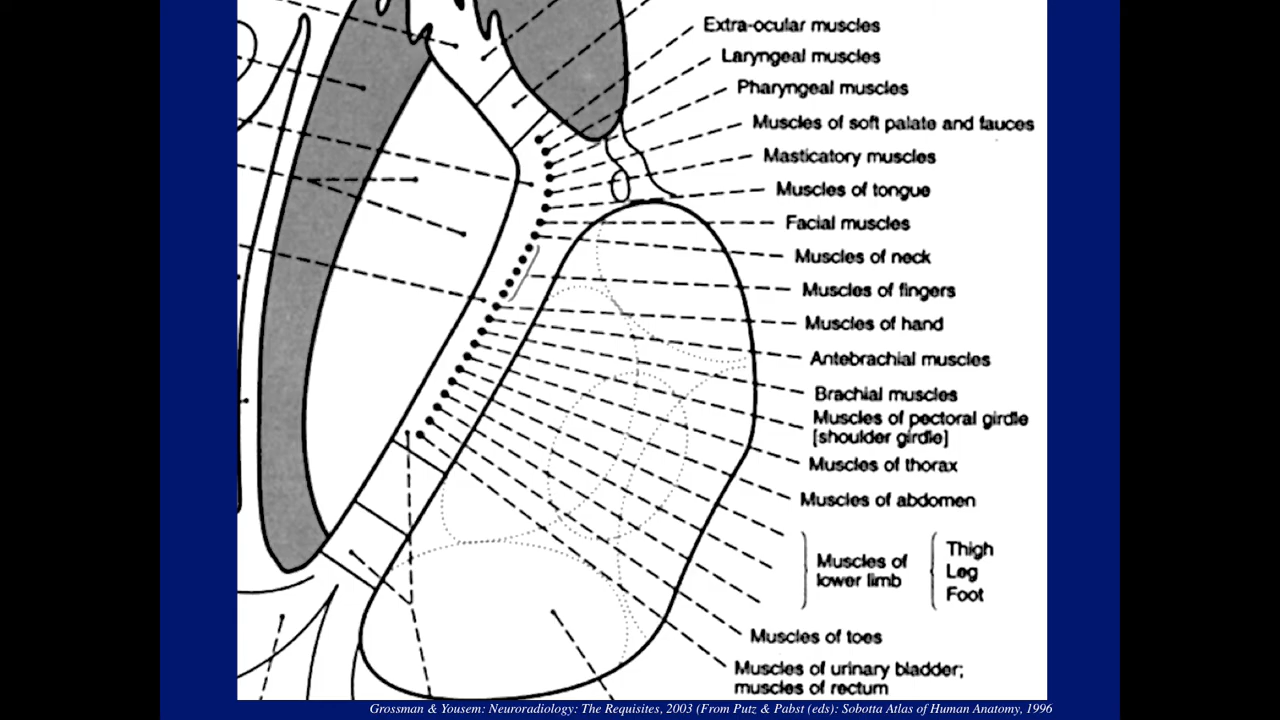 Extra-ocular muscles
Laryngeal muscles
Pharyngeal muscles
Muscles of soft palate and fauces
Masticatory muscles
Muscles of tongue
Facial muscles
Muscles of neck
Muscles of fingers
Muscles of hand
Antebrachial muscles
Brachial muscles
Muscles of pectoral girdle
[shoulder girdle]
Muscles of thorax
Muscles of abdomen
Muscles of
lower limb
Thigh
Leg
Foot
Muscles of toes
Muscles of urinary bladder;
muscles of rectum
Grossman & Yousem: Neuroradiology: The Requisites, 2003 (From Putz & Pabst (eds): Sobotta Atlas of Human Anatomy, 1996